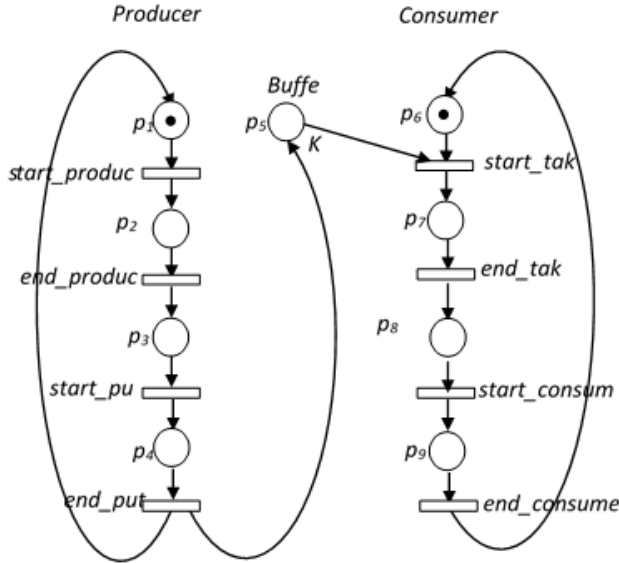 Producer
Consumer
Buffe
p1
p5
K
p6
start_produc
start_tak
p2
p7
end_produc
end_tak
p3
p8
start_pu
start_consum
p4
p9
end_put
end_consume